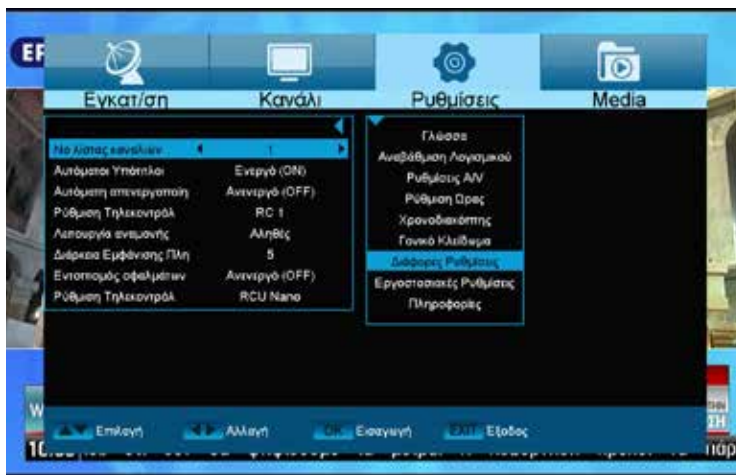 ΕΡ
Εγκατ/ση Κανάλι Ρυθμίσεις Media
Νο λίστας καναλιών 1
Αυτόματοι Υπότιτλοι Ενεργό (ON)
Αυτόματη απενεργοποίη Ανενεργό (OFF)
Ρύθμιση Τηλεκοντρόλ RC 1
Λειτουργία αναμονής Αληθές
Διάρκεια Εμφάνισης Πλη 5
Εντοπισμός σφαλμάτων Ανενεργό (OFF)
Ρύθμιση Τηλεκοντρόλ RCU Nano
Γλώσσα
Αναβάθμιση Λογισμικού
Ρυθμίσεις A/V
Ρύθμιση Ώρας
Χρονοδιακόπτης
Γονικό Κλείδωμα
Διάφορες Ρυθμίσεις
Εργοστασιακές Ρυθμίσεις
Πληροφορίες
W
Επιλογή Αλλαγή OK Εισαγωγή EXIT Έξοδος